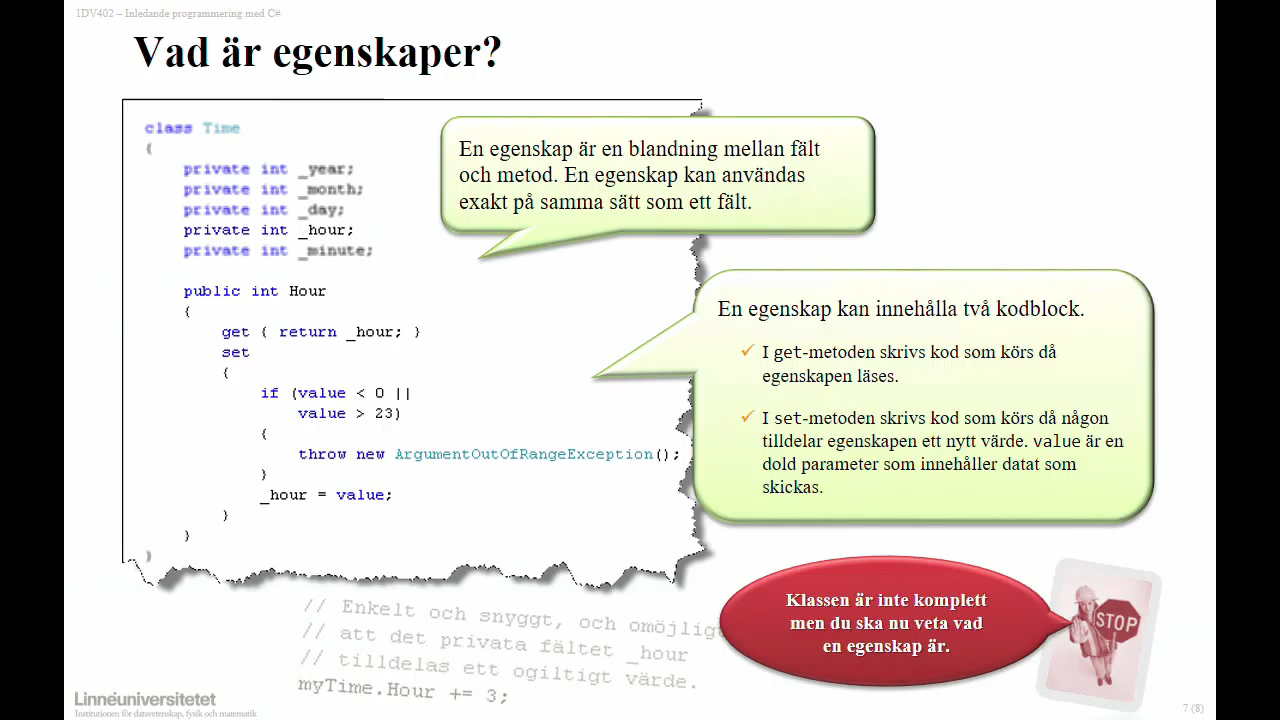 1DV402 – Inledande programmering med C#
Vad är egenskaper?
class Time
{
private int _year;
private int _month;
private int _day;
private int _hour;
private int _minute;
public int Hour
{
get { return _hour; }
set
{
if (value < 0 ||
value > 23)
{
throw new ArgumentOutOfRangeException();
}
_hour = value;
}
}
}
En egenskap är en blandning mellan fält
och metod. En egenskap kan användas
exakt på samma sätt som ett fält.
En egenskap kan innehålla två kodblock.
✓ I get-metoden skrivs kod som körs då
egenskapen läses.
✓ I set-metoden skrivs kod som körs då någon
tilldelar egenskapen ett nytt värde. value är en
dold parameter som innehåller datat som
skickas.
// Enkelt och snyggt, och omöjligt
// att det privata fältet _hour
// tilldelas ett ogiltigt värde.
myTime.Hour += 3;
Klassen är inte komplett
men du ska nu veta vad
en egenskap är.
STOP
Linnéuniversitetet
Institutionen för datavetenskap, fysik och matematik
7 (8)